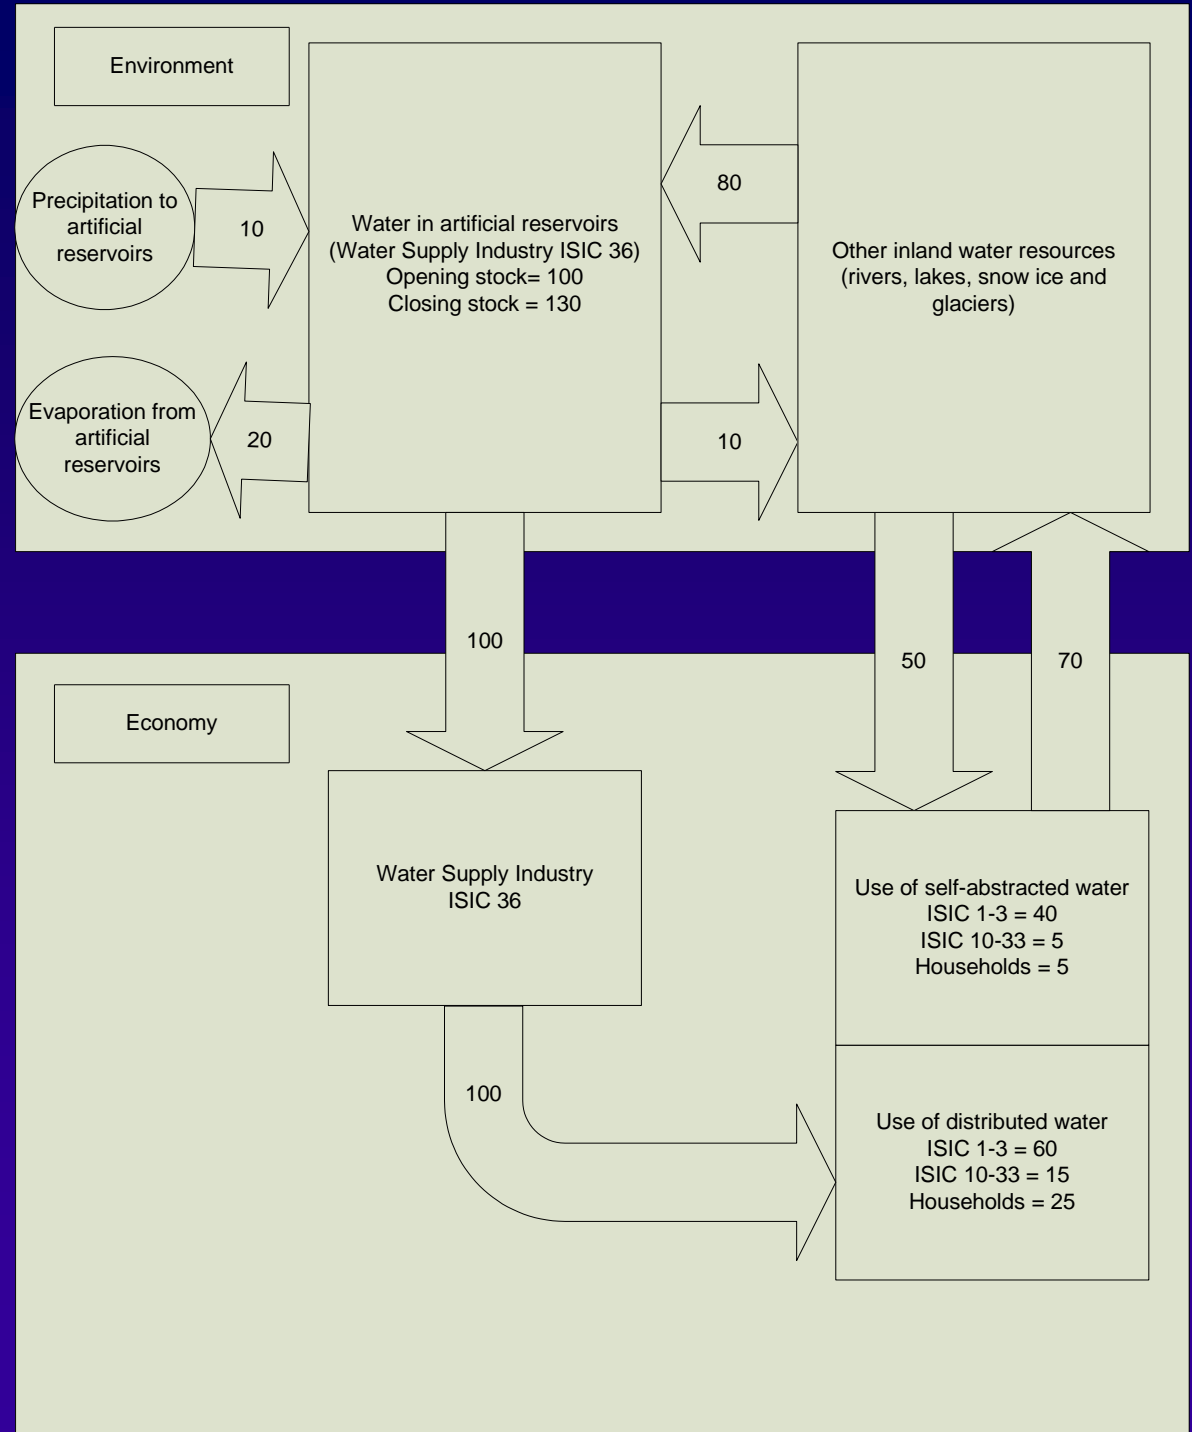 Environment
Precipitation to
artificial
reservoirs
10
Water in artificial reservoirs
(Water Supply Industry ISIC 36)
Opening stock= 100
Closing stock = 130
80
Other inland water resources
(rivers, lakes, snow ice and
glaciers)
Evaporation from
artificial
reservoirs
20
10
100
50
70
Economy
Water Supply Industry
ISIC 36
Use of self-abstracted water
ISIC 1-3 = 40
ISIC 10-33 = 5
Households = 5
100
Use of distributed water
ISIC 1-3 = 60
ISIC 10-33 = 15
Households = 25